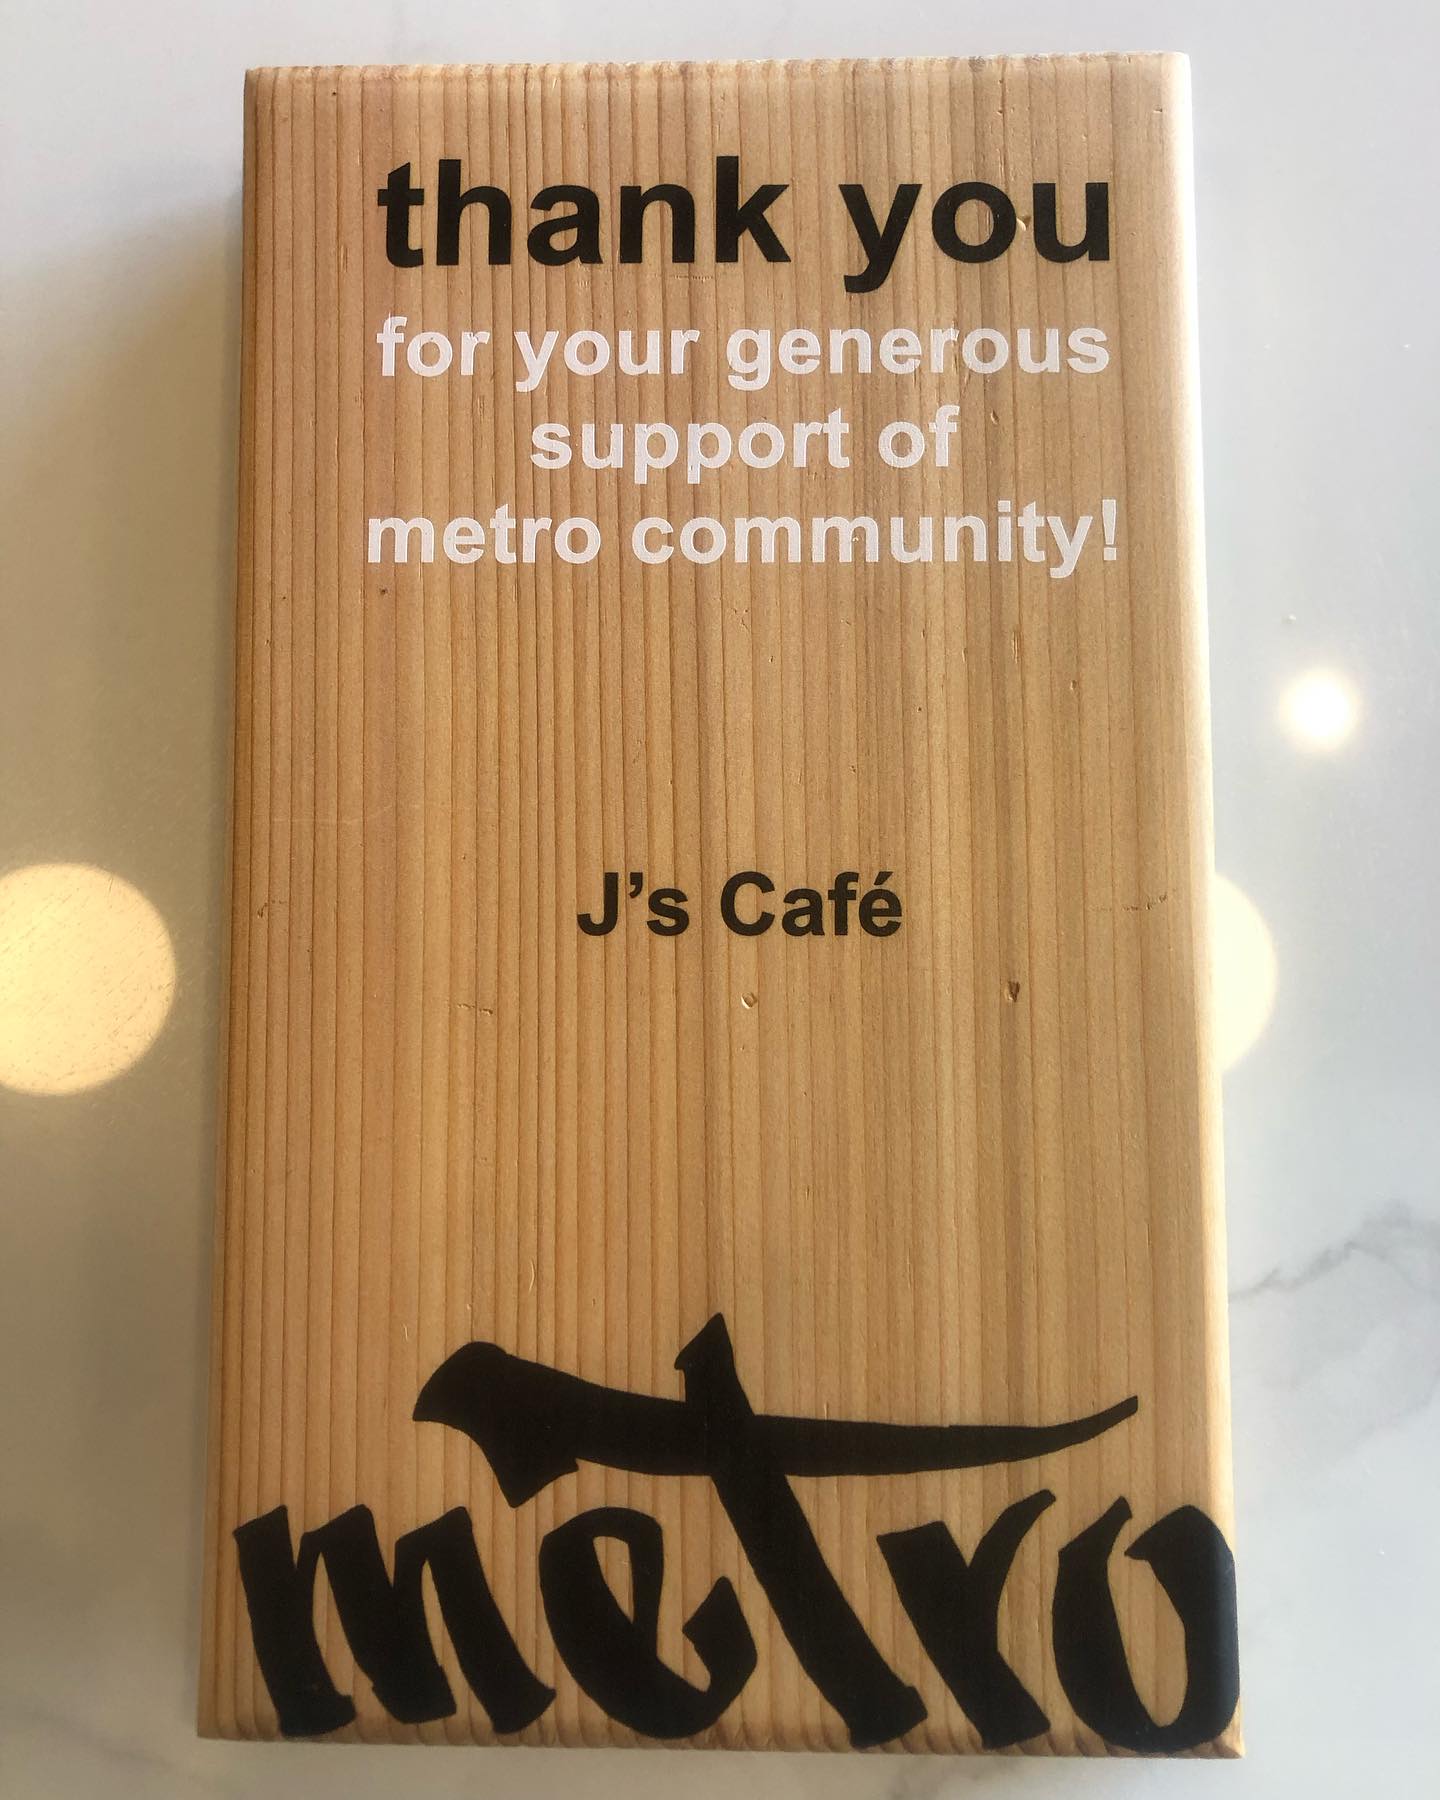 thank you
for your generous
support of
metro community!
J’s Café
metro